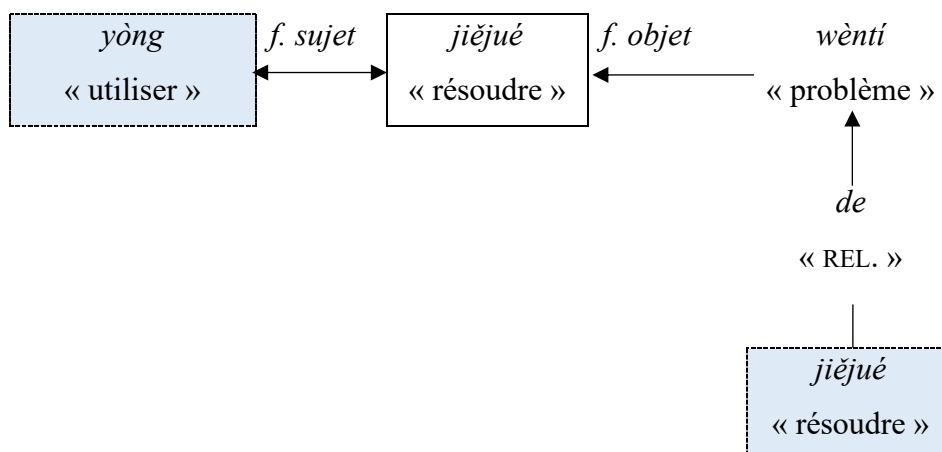 yòng f. sujet jiějué f. objet wèntí
« utiliser » « résoudre » « problème »
de
« REL. »
jiějué
« résoudre »